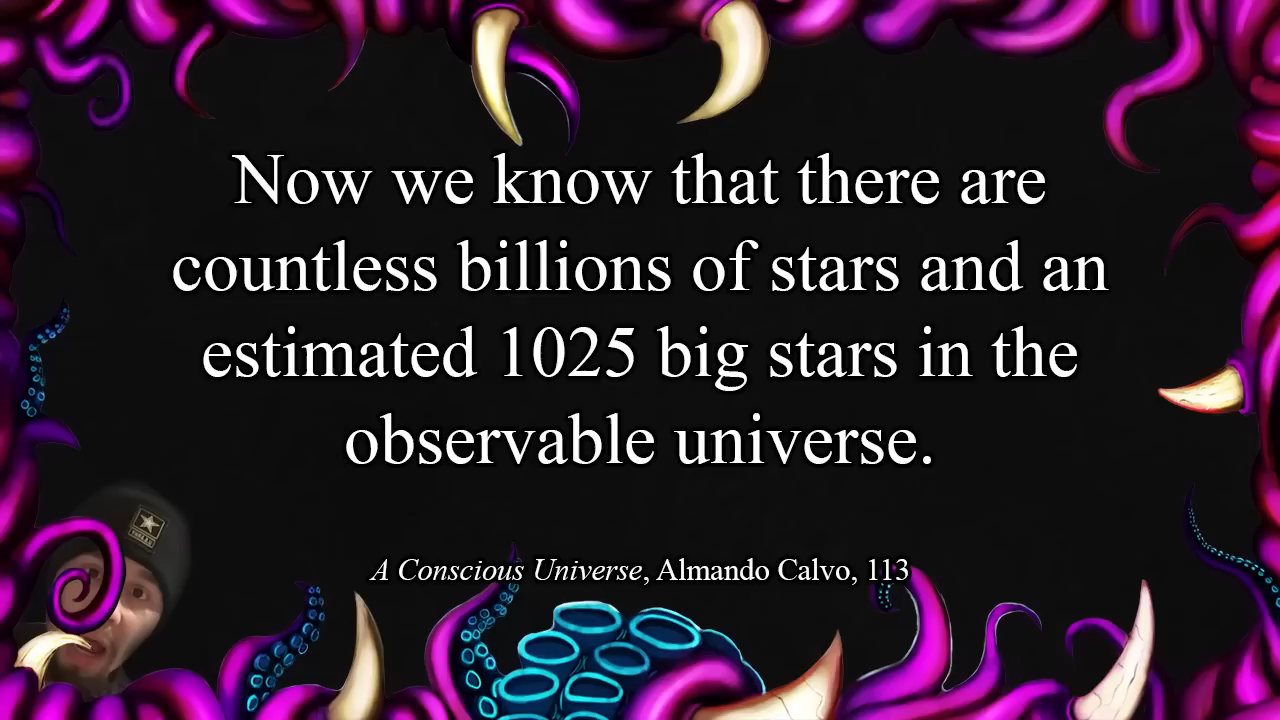 Now we know that there are
countless billions of stars and an
estimated 1025 big stars in the
observable universe.
A Conscious Universe, Almando Calvo, 113